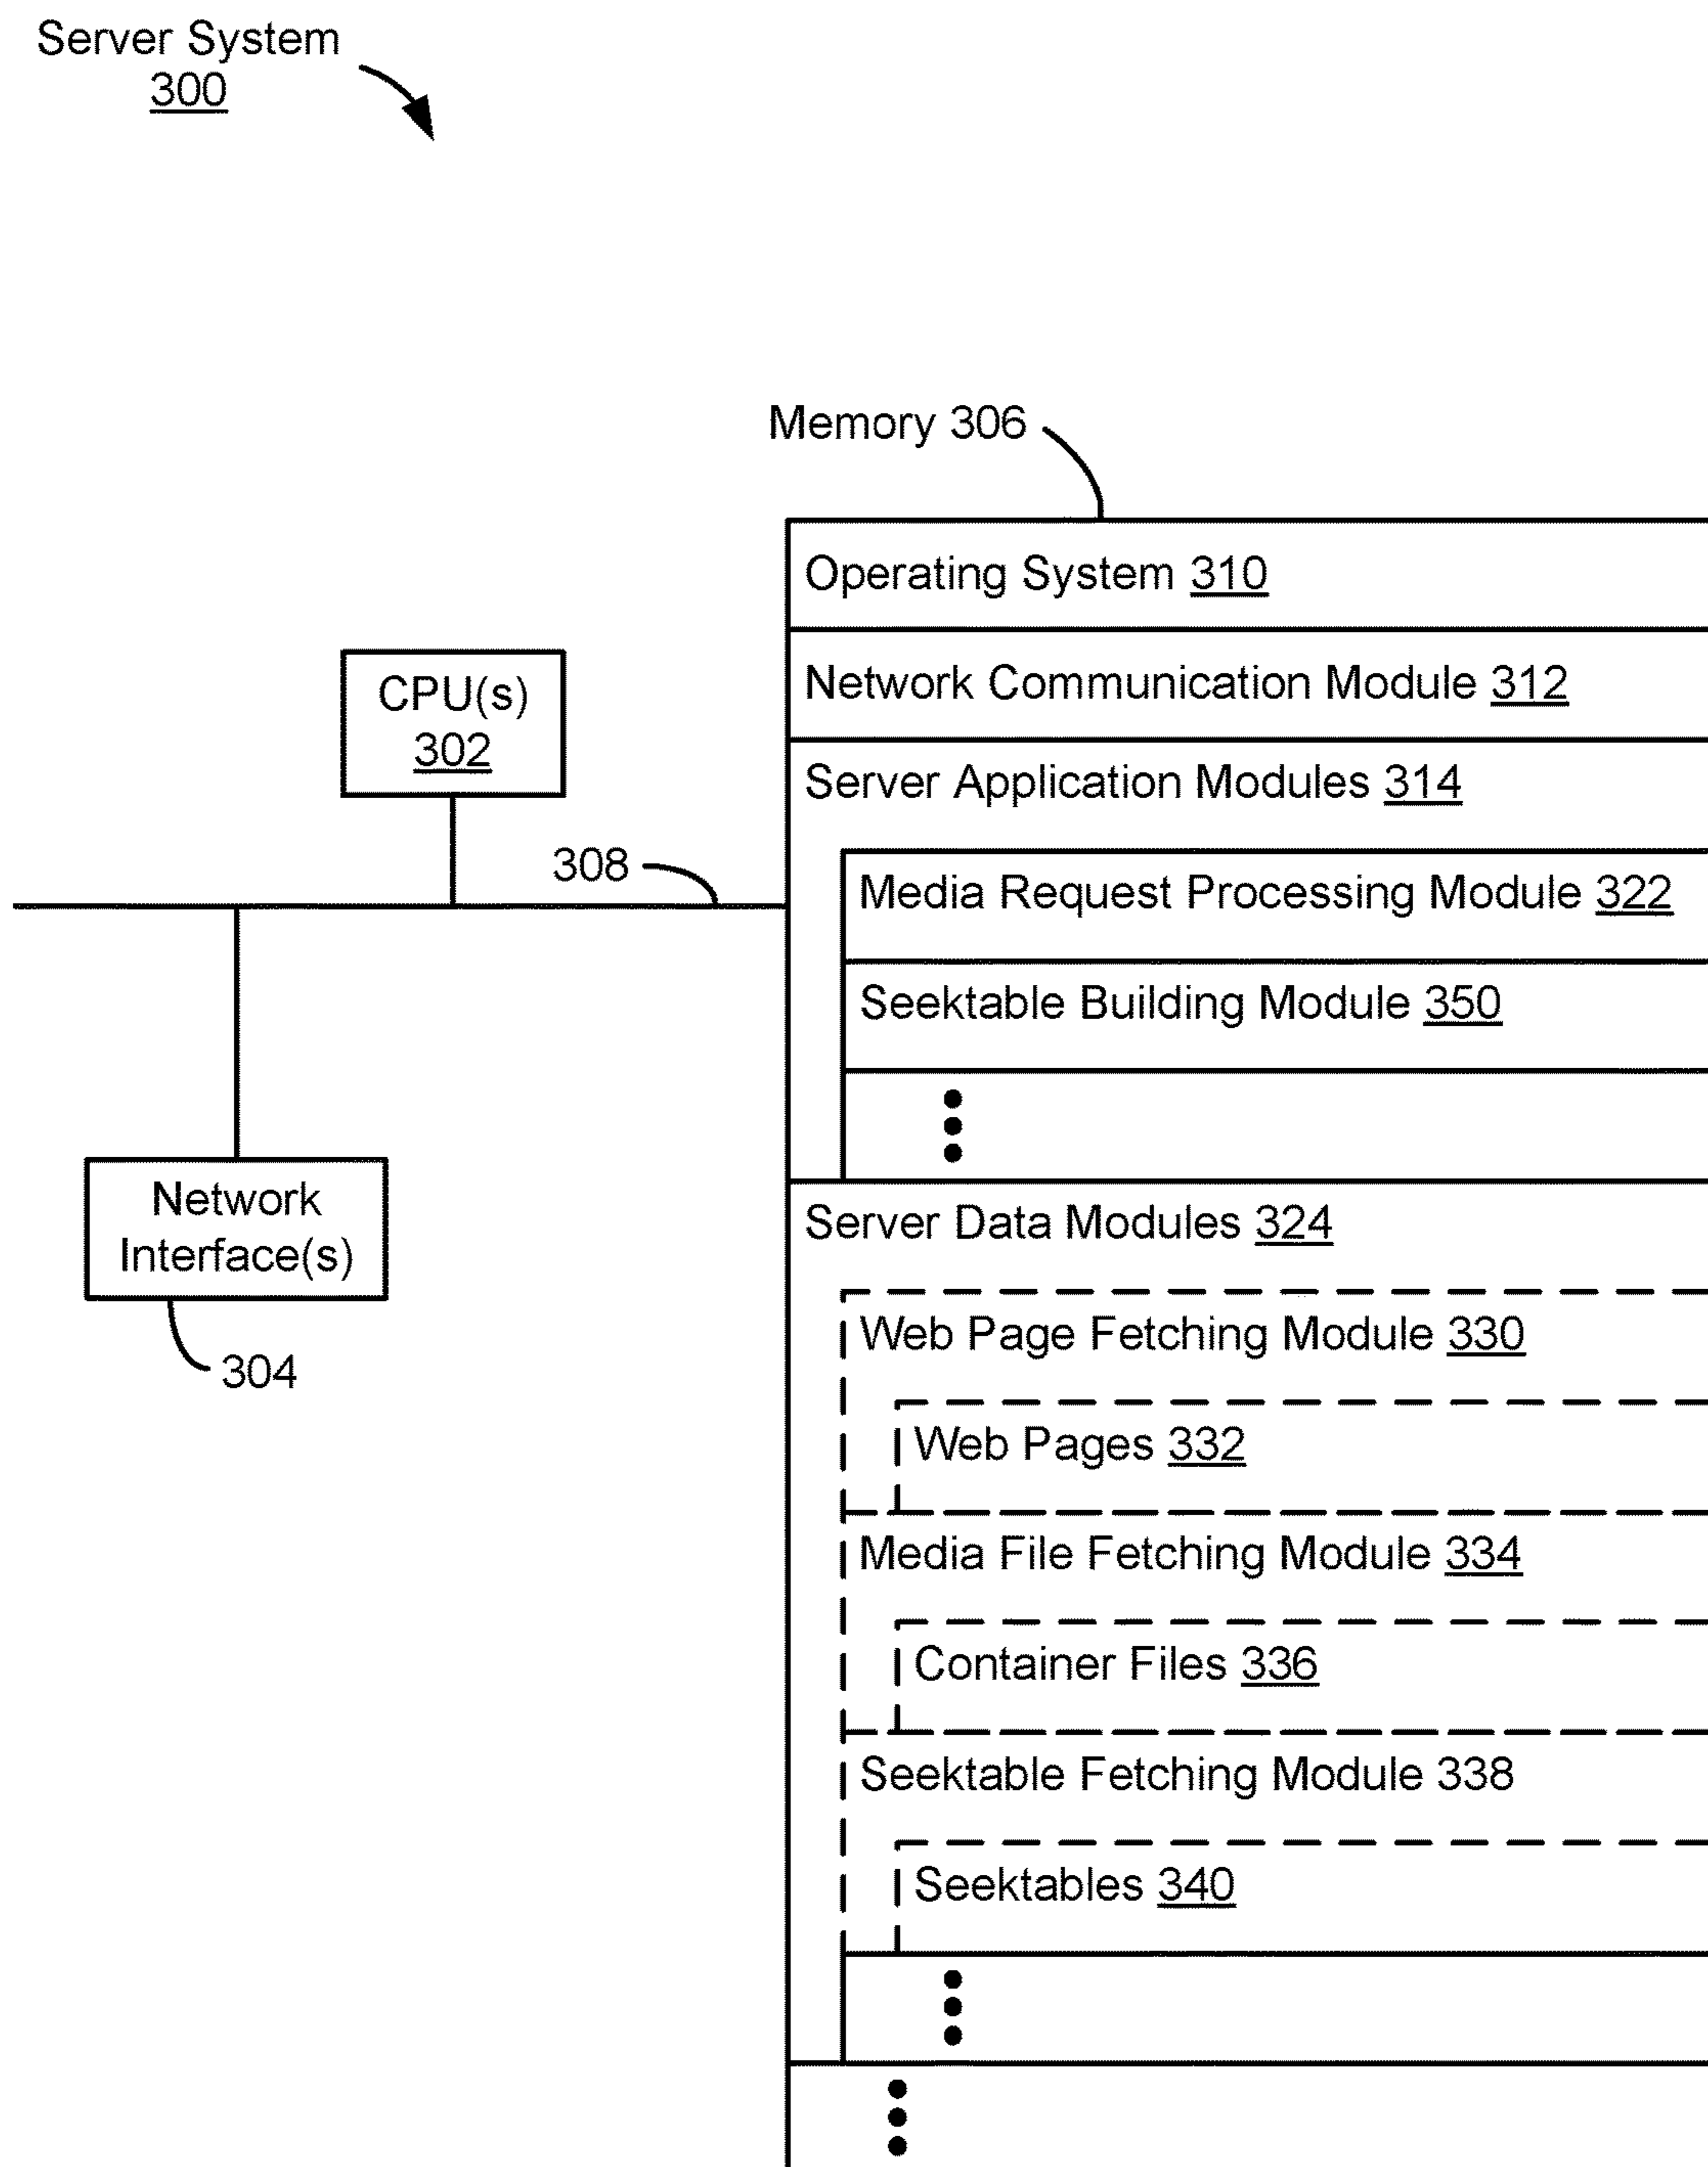 Server System
300
Memory 306
Operating System 310
Network Communication Module 312
CPU(s)
302
Server Application Modules 314
308
Media Request Processing Module 322
Seektable Building Module 350
Network
Interface(s)
304
Server Data Modules 324
Web Page Fetching Module 330
Web Pages 332
Media File Fetching Module 334
Container Files 336
Seektable Fetching Module 338
Seektables 340